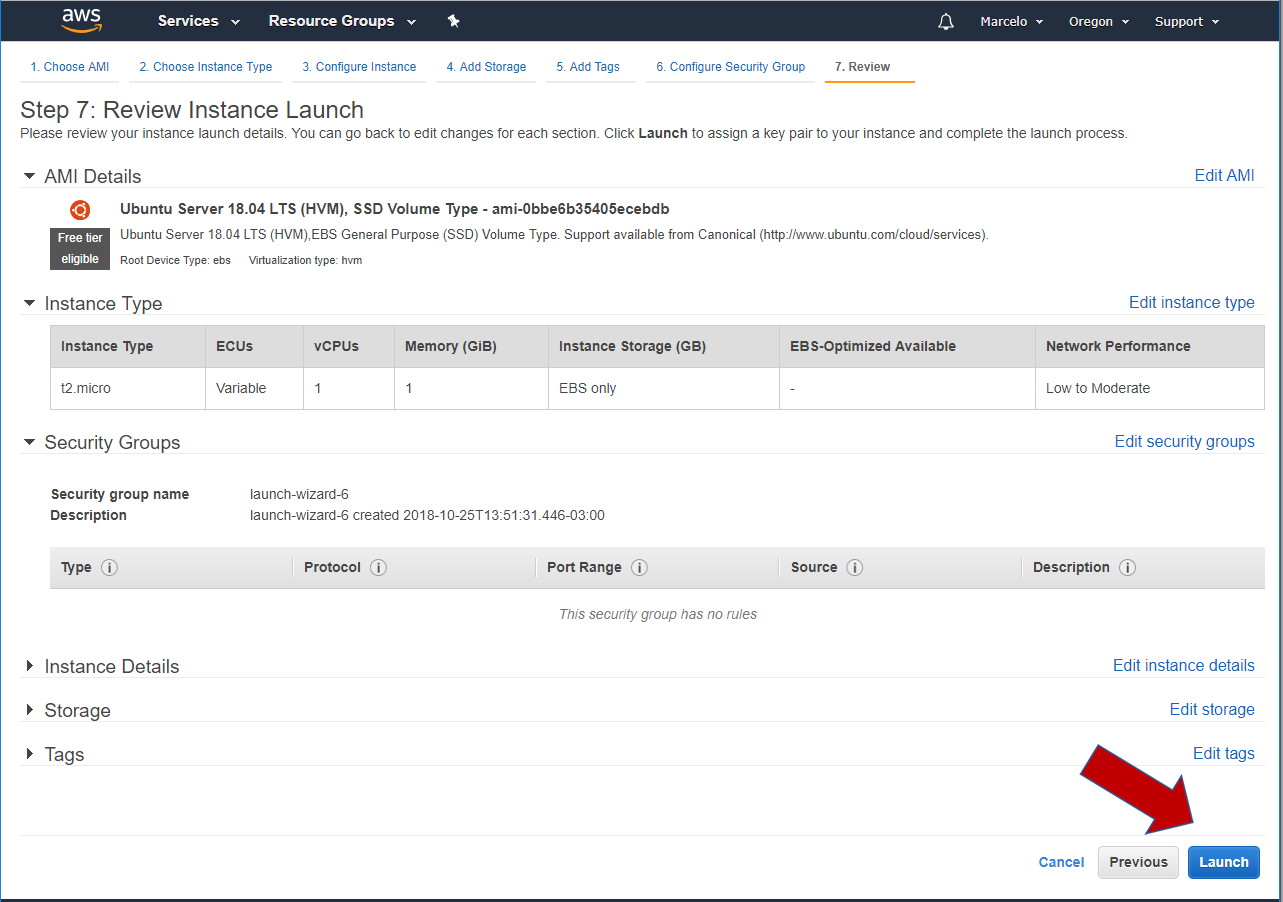 aws Services Resource Groups Marcelo Oregon Support
1. Choose AMI 2. Choose Instance Type 3. Configure Instance 4. Add Storage 5. Add Tags 6. Configure Security Group 7. Review
Step 7: Review Instance Launch
Please review your instance launch details. You can go back to edit changes for each section. Click Launch to assign a key pair to your instance and complete the launch process.
AMI Details Edit AMI
Ubuntu Server 18.04 LTS (HVM), SSD Volume Type - ami-0bbe6b35405ecebdb
Free tier
eligible
Ubuntu Server 18.04 LTS (HVM),EBS General Purpose (SSD) Volume Type. Support available from Canonical (http://www.ubuntu.com/cloud/services).
Root Device Type: ebs Virtualization type: hvm
Instance Type Edit instance type
Instance Type ECUs vCPUs Memory (GiB) Instance Storage (GB) EBS-Optimized Available Network Performance
t2.micro Variable 1 1 EBS only - Low to Moderate
Security Groups Edit security groups
Security group name launch-wizard-6
Description launch-wizard-6 created 2018-10-25T13:51:31.446-03:00
Type i Protocol i Port Range i Source i Description i
This security group has no rules
Instance Details Edit instance details
Storage Edit storage
Tags Edit tags
Cancel Previous Launch